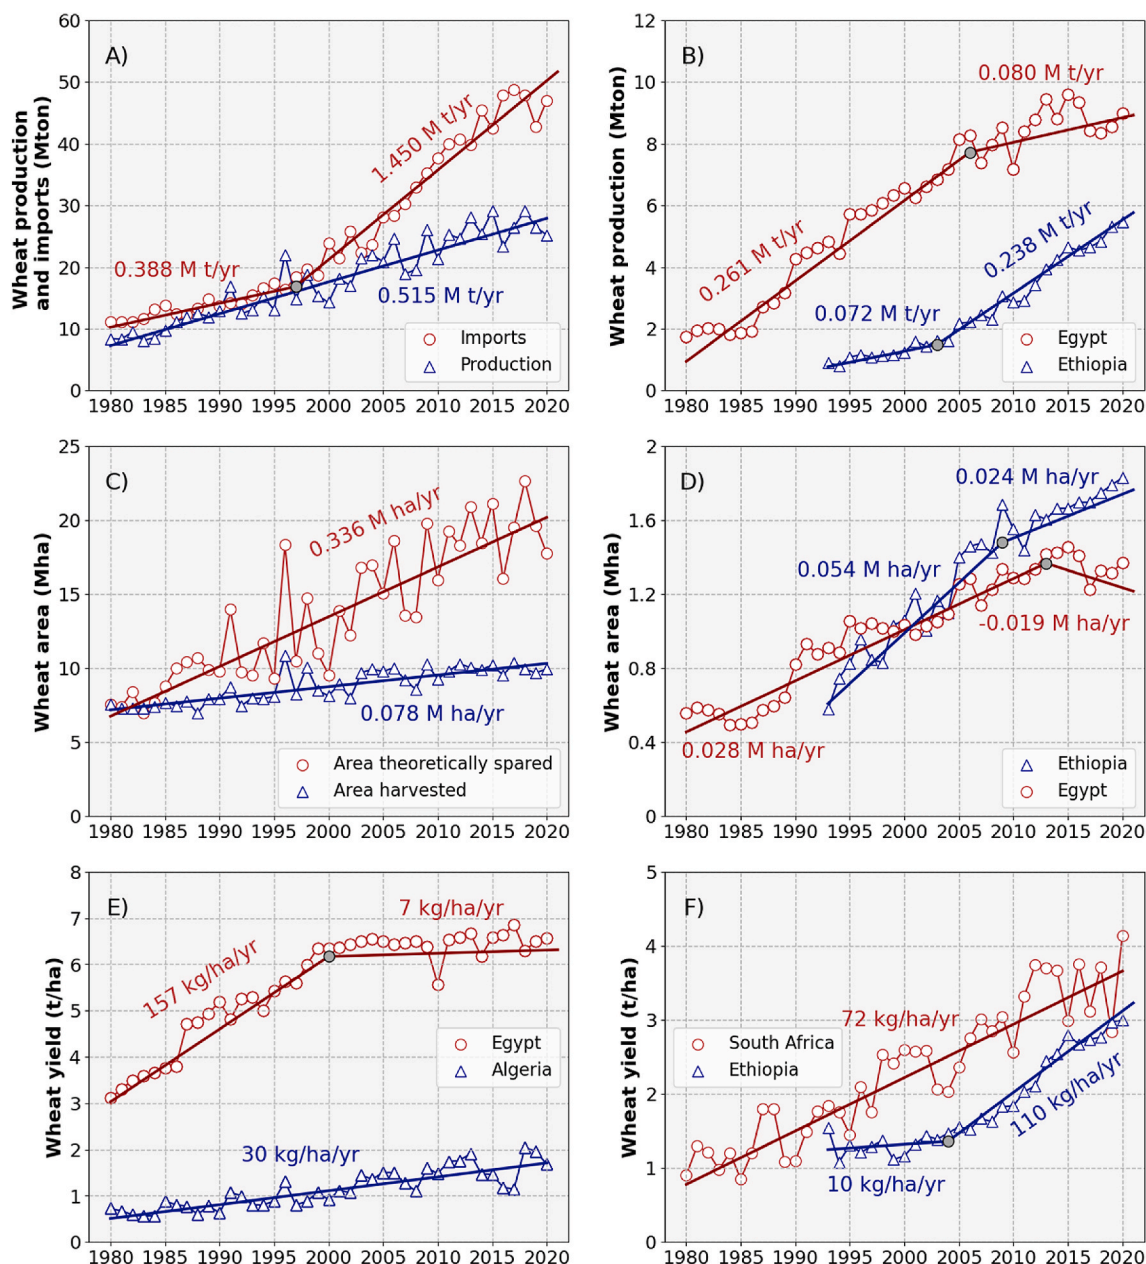 A)
Wheat production
and imports (Mton)
60
50
40
30
20
10
0
1.450 M t/yr
0.388 M t/yr
0.515 M t/yr
Imports
Production
1980 1985 1990 1995 2000 2005 2010 2015 2020
B)
Wheat production (Mton)
12
10
8
6
4
2
0
0.080 M t/yr
0.261 M t/yr
0.238 M t/yr
0.072 M t/yr
Egypt
Ethiopia
1980 1985 1990 1995 2000 2005 2010 2015 2020
C)
Wheat area (Mha)
25
20
15
10
5
0
0.336 M ha/yr
0.078 M ha/yr
Area theoretically spared
Area harvested
1980 1985 1990 1995 2000 2005 2010 2015 2020
D)
Wheat area (Mha)
2
1.6
1.2
0.8
0.4
0
0.024 M ha/yr
0.054 M ha/yr
-0.019 M ha/yr
0.028 M ha/yr
Ethiopia
Egypt
1980 1985 1990 1995 2000 2005 2010 2015 2020
E)
Wheat yield (t/ha)
8
7
6
5
4
3
2
1
0
7 kg/ha/yr
157 kg/ha/yr
Egypt
Algeria
30 kg/ha/yr
1980 1985 1990 1995 2000 2005 2010 2015 2020
F)
Wheat yield (t/ha)
5
4
3
2
1
0
72 kg/ha/yr
South Africa
Ethiopia
110 kg/ha/yr
10 kg/ha/yr
1980 1985 1990 1995 2000 2005 2010 2015 2020